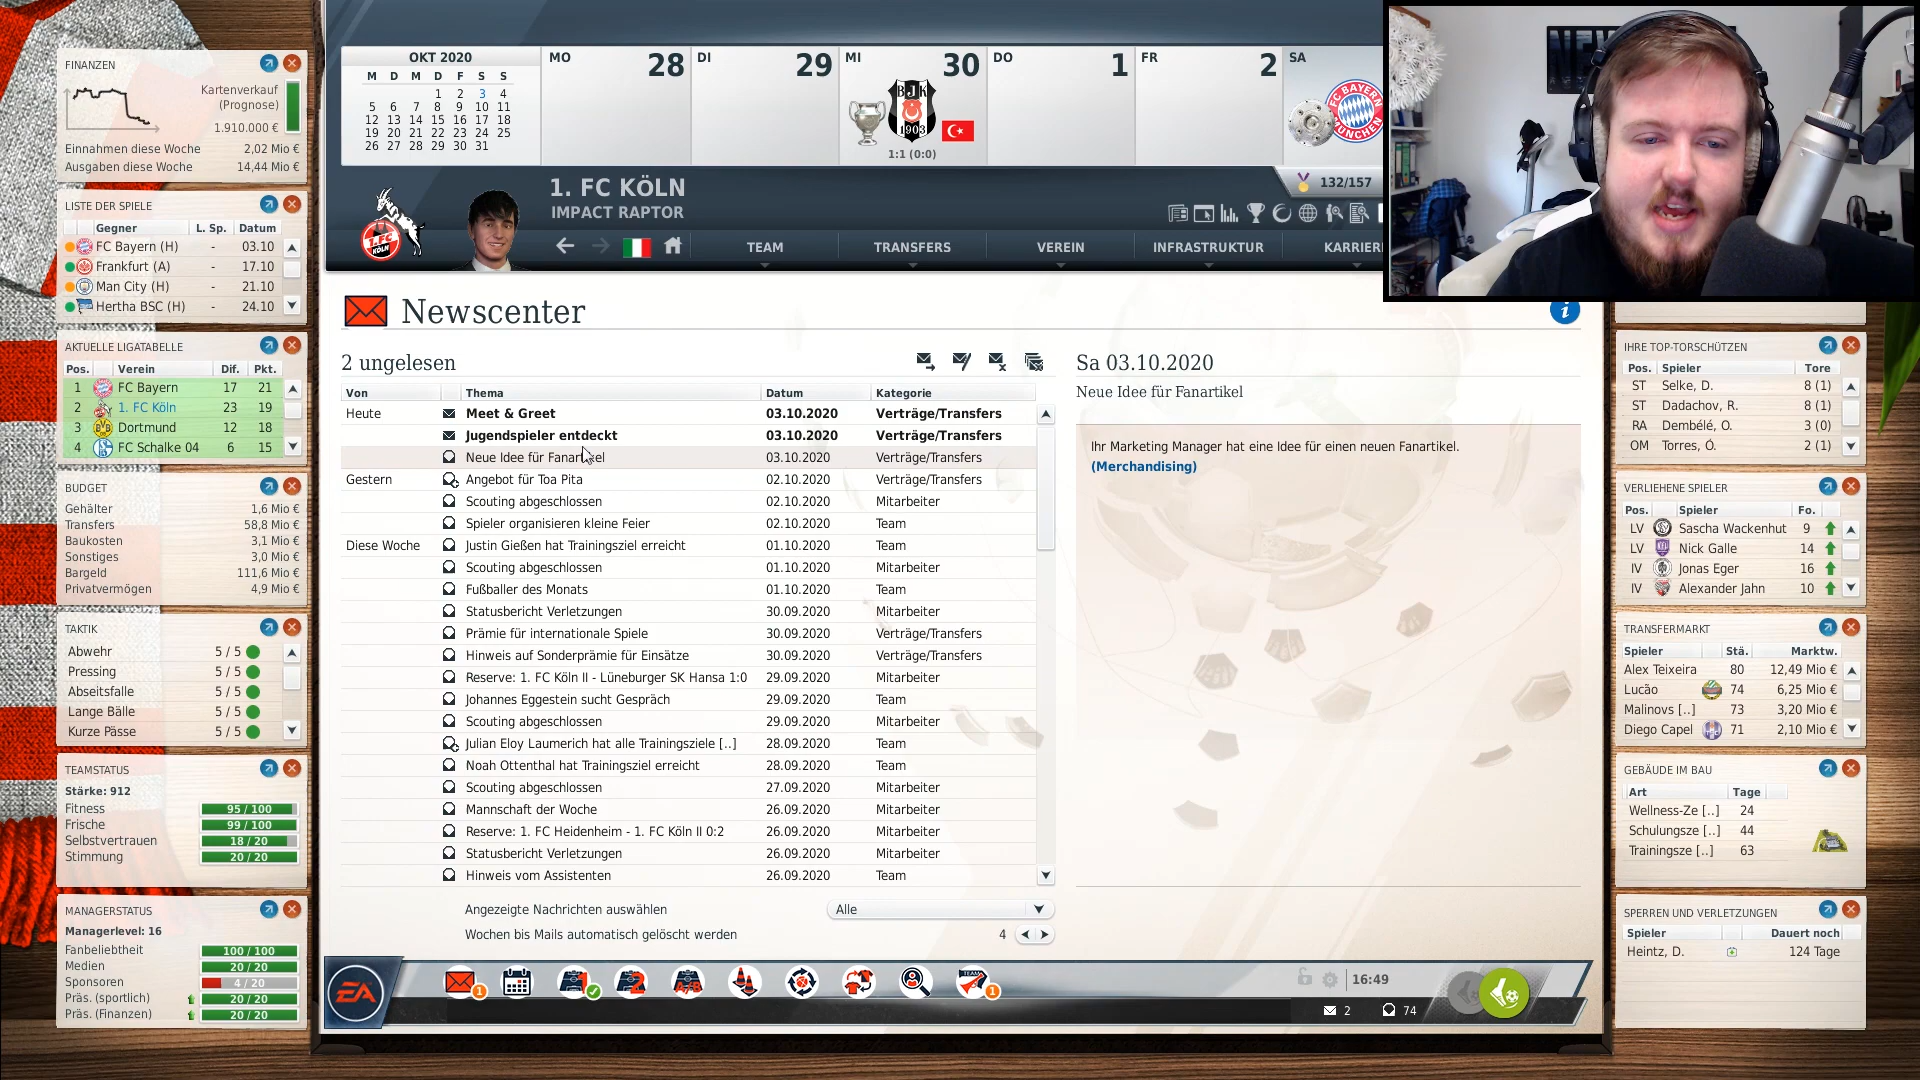 FINANZEN
Kartenverkauf
(Prognose)
1.910.000 €
Einnahmen diese Woche 2,02 Mio €
Ausgaben diese Woche 14,44 Mio €
LISTE DER SPIELE
Gegner L. Sp. Datum
FC Bayern (H) - 03.10
Frankfurt (A) - 17.10
Man City (H) - 21.10
Hertha BSC (H) - 24.10
AKTUELLE LIGATABELLE
Pos. Verein Dif. Pkt.
1 FC Bayern 17 21
2 1. FC Köln 23 19
3 Dortmund 12 18
4 FC Schalke 04 6 15
BUDGET
Gehälter 1,6 Mio €
Transfers 58,8 Mio €
Baukosten 3,1 Mio €
Sonstiges 3,0 Mio €
Bargeld 111,6 Mio €
Privatvermögen 4,9 Mio €
TAKTIK
Abwehr 5 / 5
Pressing 5 / 5
Abseitsfalle 5 / 5
Lange Bälle 5 / 5
Kurze Pässe 5 / 5
TEAMSTATUS
Stärke: 912
Fitness 95 / 100
Frische 99 / 100
Selbstvertrauen 18 / 20
Stimmung 20 / 20
MANAGERSTATUS
Managerlevel: 16
Fanbeliebtheit 100 / 100
Medien 20 / 20
Sponsoren 4 / 20
Präs. (sportlich) 20 / 20
Präs. (Finanzen) 20 / 20
OKT 2020
M D M D F S S
1 2 3 4
5 6 7 8 9 10 11
12 13 14 15 16 17 18
19 20 21 22 23 24 25
26 27 28 29 30 31
MO 28 DI 29 MI 30 DO 1 FR 2 SA
BJK
1903
FC BAYERN
MÜNCHEN
1:1 (0:0)
1. FC KÖLN
IMPACT RAPTOR
132/157
1.FC
KÖLN
TEAM TRANSFERS VEREIN INFRASTRUKTUR KARRIER
NEW
Newscenter
i
2 ungelesen
Von Thema Datum Kategorie
Heute Meet & Greet 03.10.2020 Verträge/Transfers
Jugendspieler entdeckt 03.10.2020 Verträge/Transfers
Neue Idee für Fanartikel 03.10.2020 Verträge/Transfers
Gestern Angebot für Toa Pita 02.10.2020 Verträge/Transfers
Scouting abgeschlossen 02.10.2020 Mitarbeiter
Spieler organisieren kleine Feier 02.10.2020 Team
Diese Woche Justin Gießen hat Trainingsziel erreicht 01.10.2020 Team
Scouting abgeschlossen 01.10.2020 Mitarbeiter
Fußballer des Monats 01.10.2020 Team
Statusbericht Verletzungen 30.09.2020 Mitarbeiter
Prämie für internationale Spiele 30.09.2020 Verträge/Transfers
Hinweis auf Sonderprämie für Einsätze 30.09.2020 Verträge/Transfers
Reserve: 1. FC Köln II - Lüneburger SK Hansa 1:0 29.09.2020 Mitarbeiter
Johannes Eggestein sucht Gespräch 29.09.2020 Team
Scouting abgeschlossen 29.09.2020 Mitarbeiter
Julian Eloy Laumerich hat alle Trainingsziele [..] 28.09.2020 Team
Noah Ottenthal hat Trainingsziel erreicht 28.09.2020 Team
Scouting abgeschlossen 27.09.2020 Mitarbeiter
Mannschaft der Woche 26.09.2020 Mitarbeiter
Reserve: 1. FC Heidenheim - 1. FC Köln II 0:2 26.09.2020 Mitarbeiter
Statusbericht Verletzungen 26.09.2020 Mitarbeiter
Hinweis vom Assistenten 26.09.2020 Team
Angezeigte Nachrichten auswählen Alle
Wochen bis Mails automatisch gelöscht werden 4
Sa 03.10.2020
Neue Idee für Fanartikel
Ihr Marketing Manager hat eine Idee für einen neuen Fanartikel.
(Merchandising)
EA
1 1 2 A/B TEAM 1
16:49
2 74
IHRE TOP-TORSCHÜTZEN
Pos. Spieler Tore
ST Selke, D. 8 (1)
ST Dadachov, R. 8 (1)
RA Dembélé, O. 3 (0)
OM Torres, Ó. 2 (1)
VERLIEHENE SPIELER
Pos. Spieler Fo.
LV Sascha Wackenhut 9
LV Nick Galle 14
IV Jonas Eger 16
IV Alexander Jahn 10
TRANSFERMARKT
Spieler Stä. Marktw.
Alex Teixeira 80 12,49 Mio €
Lucão 74 6,25 Mio €
Malinovs [..] 73 3,20 Mio €
Diego Capel 71 2,10 Mio €
GEBÄUDE IM BAU
Art Tage
Wellness-Ze [..] 24
Schulungsze [..] 44
Trainingsze [..] 63
SPERREN UND VERLETZUNGEN
Spieler Dauert noch
Heintz, D. 124 Tage